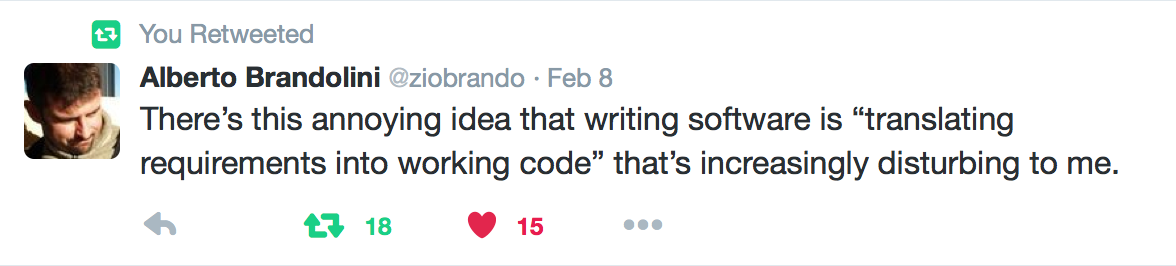 You Retweeted
Alberto Brandolini @ziobrando · Feb 8
There’s this annoying idea that writing software is “translating
requirements into working code” that’s increasingly disturbing to me.
18 15